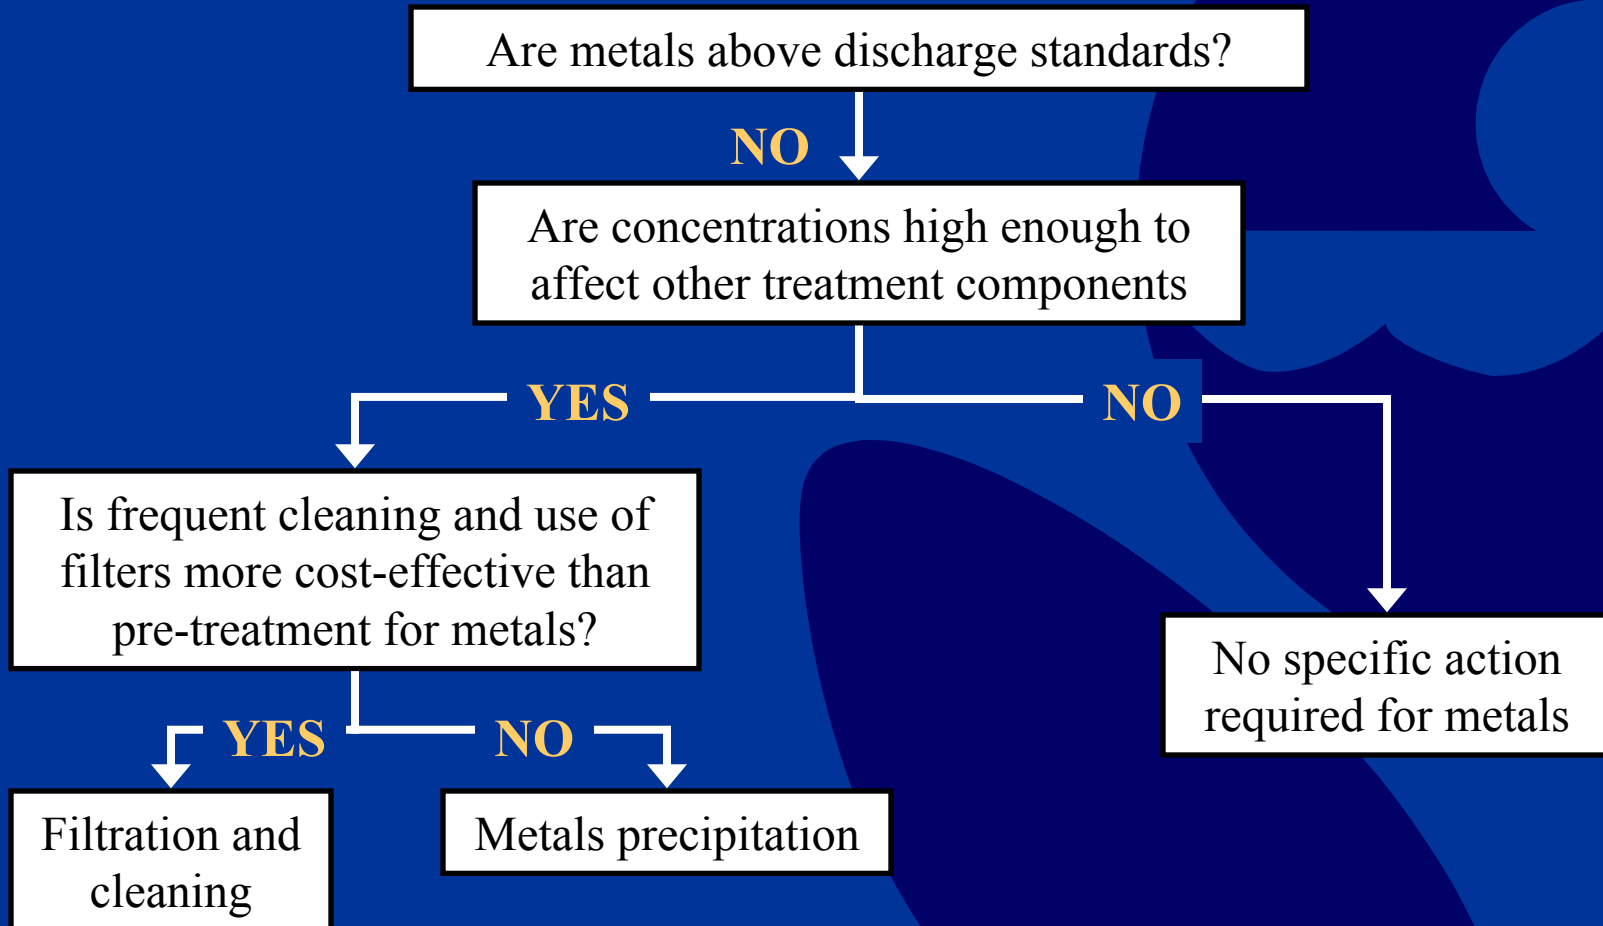 Are metals above discharge standards?
NO
Are concentrations high enough to
affect other treatment components
YES
NO
Is frequent cleaning and use of
filters more cost-effective than
pre-treatment for metals?
No specific action
required for metals
YES
NO
Filtration and
cleaning
Metals precipitation